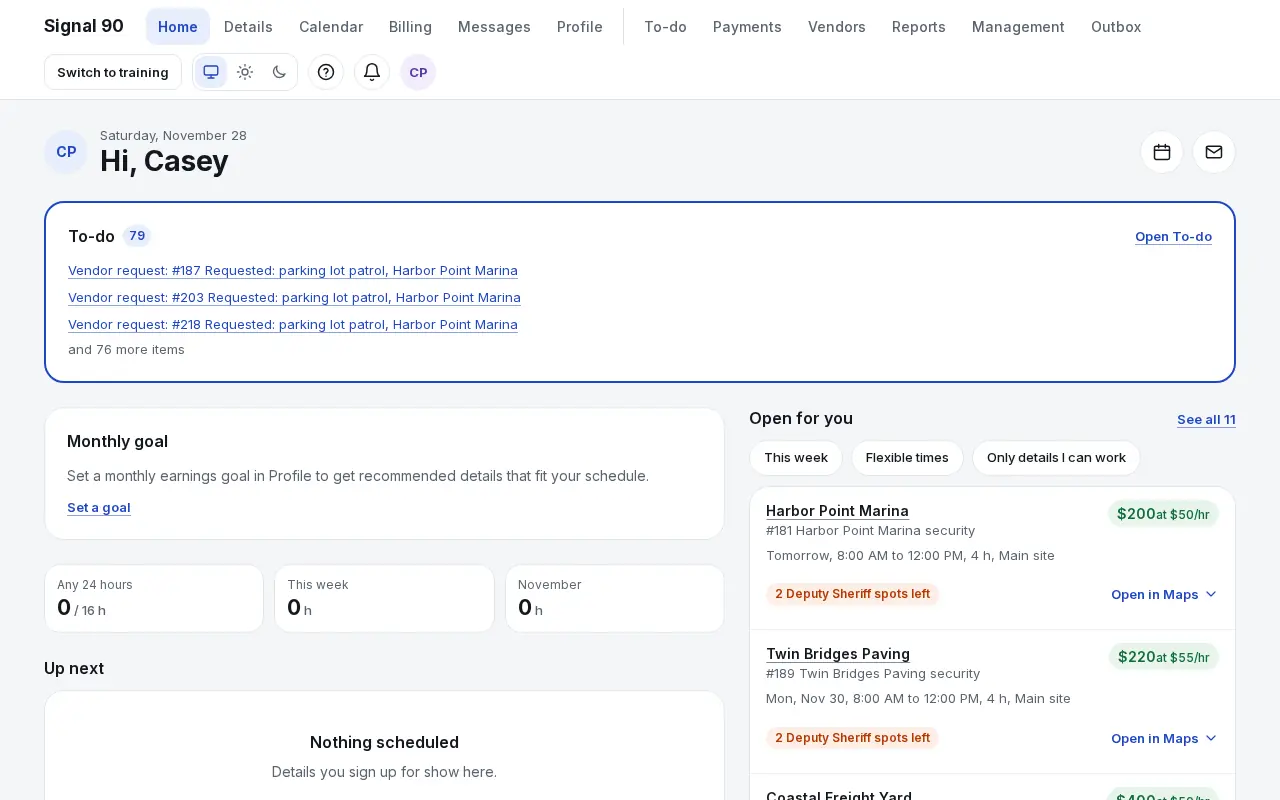 Signal 90
Home
Details
Calendar
Billing
Messages
Profile
To-do
Payments
Vendors
Reports
Management
Outbox
Switch to training
CP
CP
Saturday, November 28
Hi, Casey
To-do 79
Open To-do
Vendor request: #187 Requested: parking lot patrol, Harbor Point Marina
Vendor request: #203 Requested: parking lot patrol, Harbor Point Marina
Vendor request: #218 Requested: parking lot patrol, Harbor Point Marina
and 76 more items
Monthly goal
Set a monthly earnings goal in Profile to get recommended details that fit your schedule.
Set a goal
Any 24 hours
0 / 16 h
This week
0 h
November
0 h
Up next
Nothing scheduled
Details you sign up for show here.
Open for you
See all 11
This week
Flexible times
Only details I can work
Harbor Point Marina
$200 at $50/hr
#181 Harbor Point Marina security
Tomorrow, 8:00 AM to 12:00 PM, 4 h, Main site
2 Deputy Sheriff spots left
Open in Maps
Twin Bridges Paving
$220 at $55/hr
#189 Twin Bridges Paving security
Mon, Nov 30, 8:00 AM to 12:00 PM, 4 h, Main site
2 Deputy Sheriff spots left
Open in Maps
Coastal Freight Yard
$400 at $50/hr